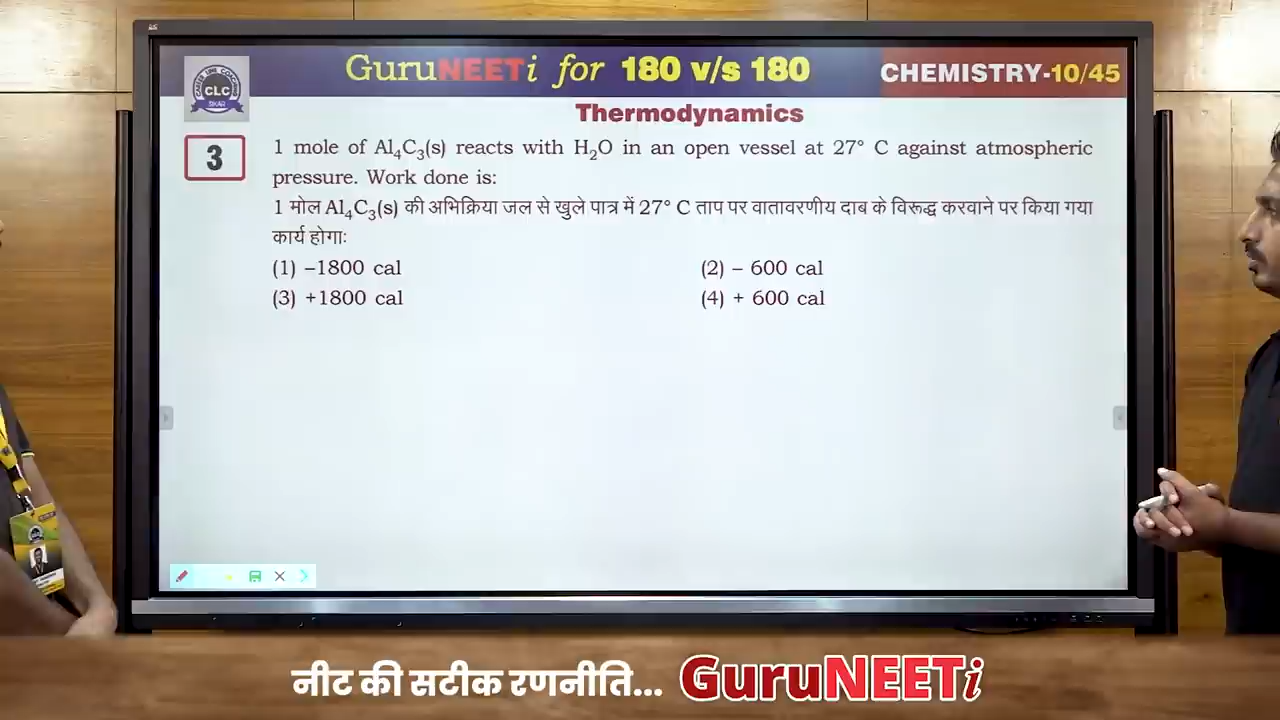 GuruNEETi for 180 v/s 180
CHEMISTRY-10/45
CLC
SIKAR
Thermodynamics
3
1 mole of Al₄C₃(s) reacts with H₂O in an open vessel at 27° C against atmospheric
pressure. Work done is:
1 मोल Al₄C₃(s) की अभिक्रिया जल से खुले पात्र में 27° C ताप पर वातावरणीय दाब के विरूद्ध करवाने पर किया गया
कार्य होगाः
(1) –1800 cal
(2) – 600 cal
(3) +1800 cal
(4) + 600 cal
नीट की सटीक रणनीति...
GuruNEETi